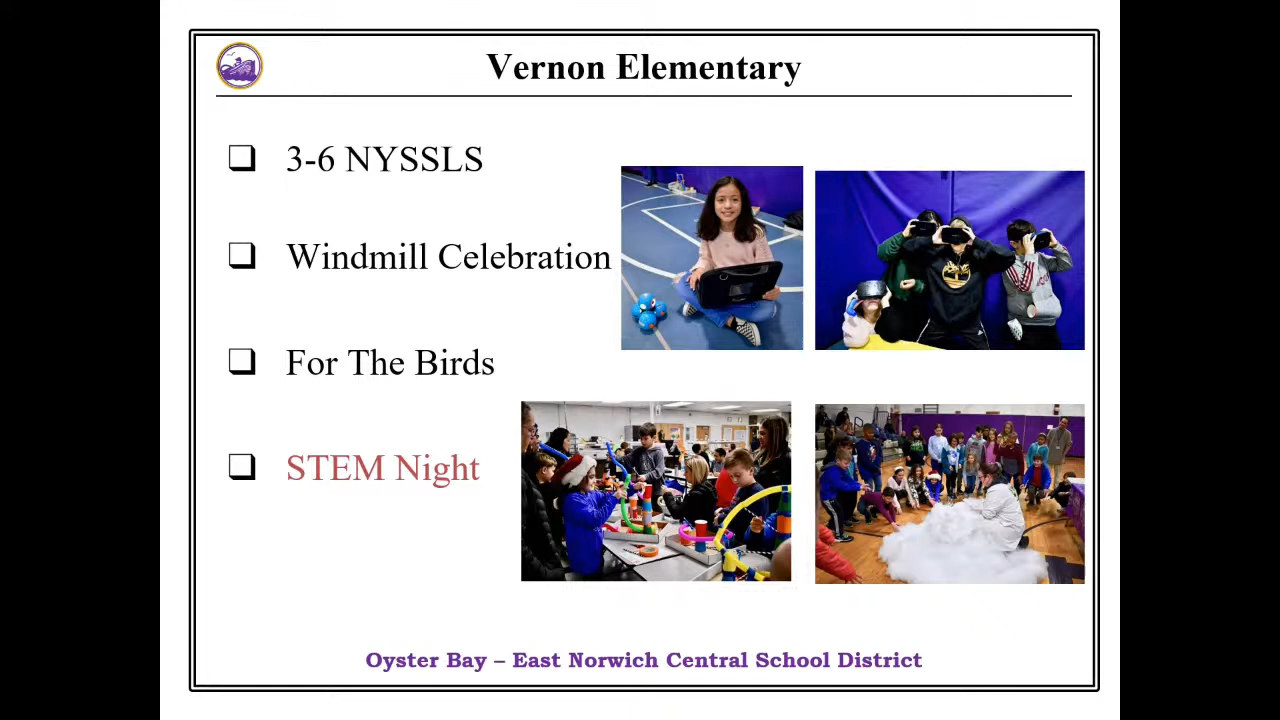 Vernon Elementary
3-6 NYSSLS
Windmill Celebration
For The Birds
STEM Night
Oyster Bay – East Norwich Central School District